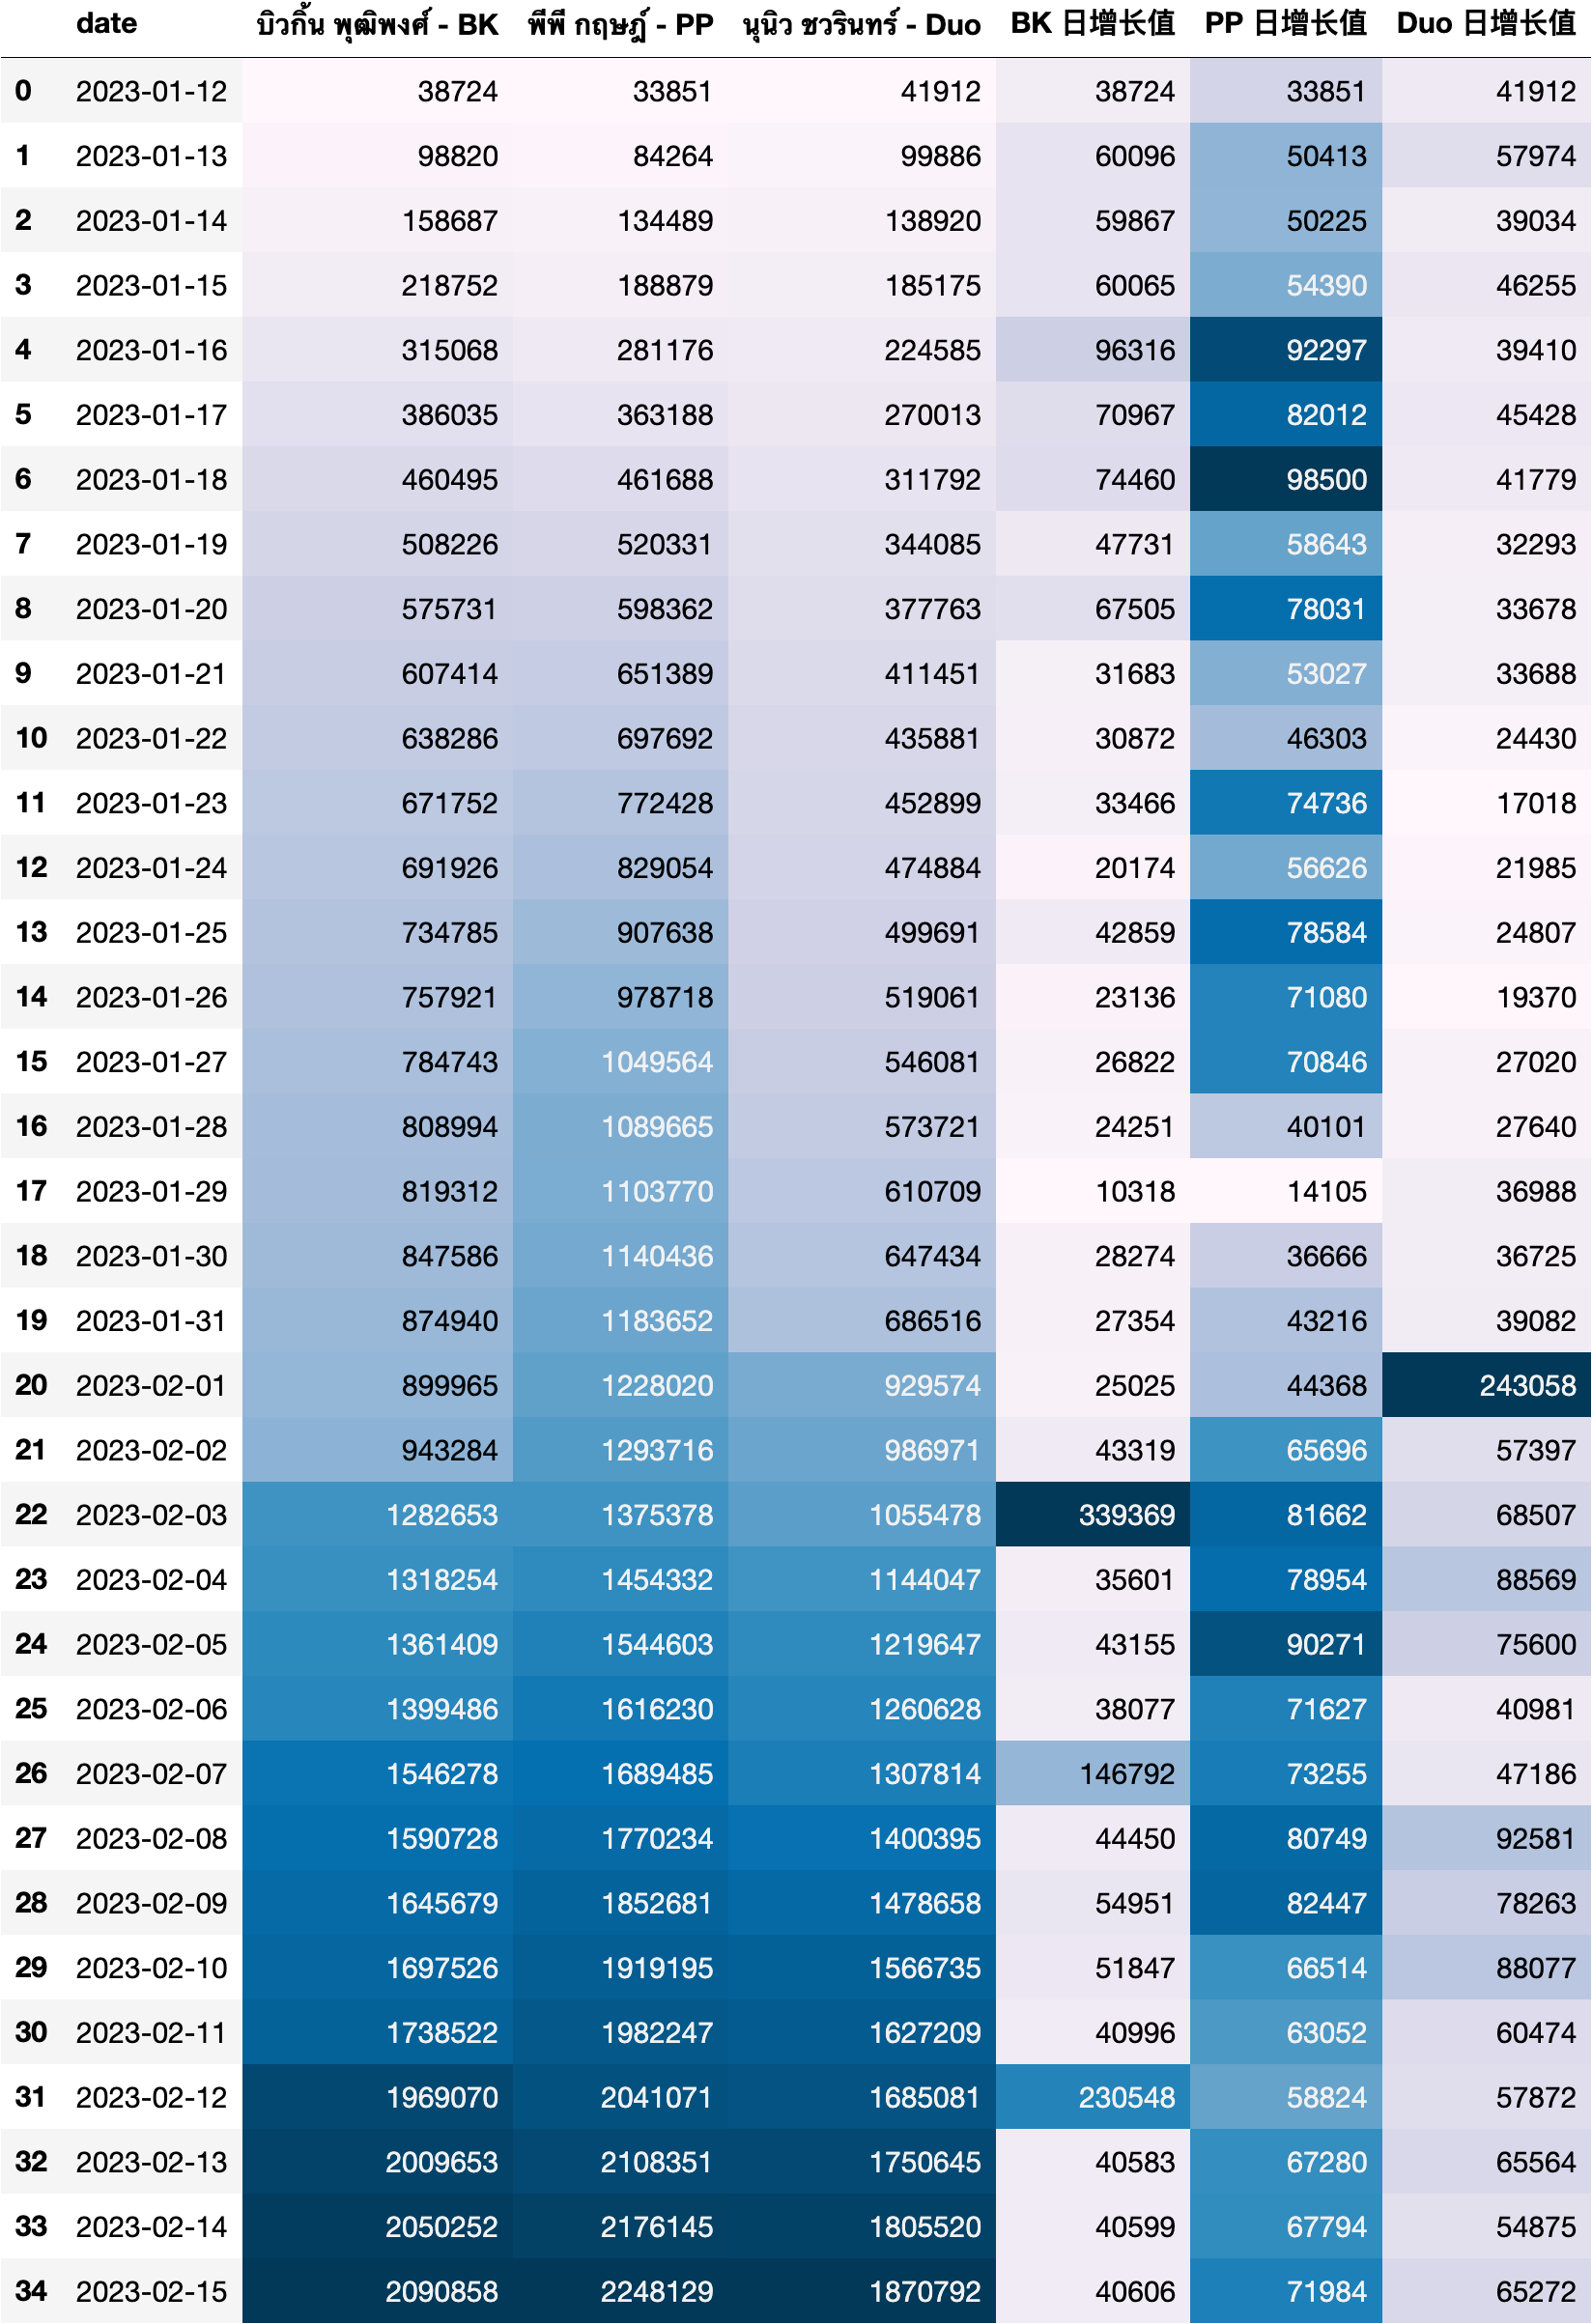 date บิวกิ้น พุฒิพงศ์ - BK พีพี กฤษฎ์ - PP นุนิว ชวรินทร์ - Duo BK 日增长值 PP 日增长值 Duo 日增长值
0 2023-01-12 38724 33851 41912 38724 33851 41912
1 2023-01-13 98820 84264 99886 60096 50413 57974
2 2023-01-14 158687 134489 138920 59867 50225 39034
3 2023-01-15 218752 188879 185175 60065 54390 46255
4 2023-01-16 315068 281176 224585 96316 92297 39410
5 2023-01-17 386035 363188 270013 70967 82012 45428
6 2023-01-18 460495 461688 311792 74460 98500 41779
7 2023-01-19 508226 520331 344085 47731 58643 32293
8 2023-01-20 575731 598362 377763 67505 78031 33678
9 2023-01-21 607414 651389 411451 31683 53027 33688
10 2023-01-22 638286 697692 435881 30872 46303 24430
11 2023-01-23 671752 772428 452899 33466 74736 17018
12 2023-01-24 691926 829054 474884 20174 56626 21985
13 2023-01-25 734785 907638 499691 42859 78584 24807
14 2023-01-26 757921 978718 519061 23136 71080 19370
15 2023-01-27 784743 1049564 546081 26822 70846 27020
16 2023-01-28 808994 1089665 573721 24251 40101 27640
17 2023-01-29 819312 1103770 610709 10318 14105 36988
18 2023-01-30 847586 1140436 647434 28274 36666 36725
19 2023-01-31 874940 1183652 686516 27354 43216 39082
20 2023-02-01 899965 1228020 929574 25025 44368 243058
21 2023-02-02 943284 1293716 986971 43319 65696 57397
22 2023-02-03 1282653 1375378 1055478 339369 81662 68507
23 2023-02-04 1318254 1454332 1144047 35601 78954 88569
24 2023-02-05 1361409 1544603 1219647 43155 90271 75600
25 2023-02-06 1399486 1616230 1260628 38077 71627 40981
26 2023-02-07 1546278 1689485 1307814 146792 73255 47186
27 2023-02-08 1590728 1770234 1400395 44450 80749 92581
28 2023-02-09 1645679 1852681 1478658 54951 82447 78263
29 2023-02-10 1697526 1919195 1566735 51847 66514 88077
30 2023-02-11 1738522 1982247 1627209 40996 63052 60474
31 2023-02-12 1969070 2041071 1685081 230548 58824 57872
32 2023-02-13 2009653 2108351 1750645 40583 67280 65564
33 2023-02-14 2050252 2176145 1805520 40599 67794 54875
34 2023-02-15 2090858 2248129 1870792 40606 71984 65272